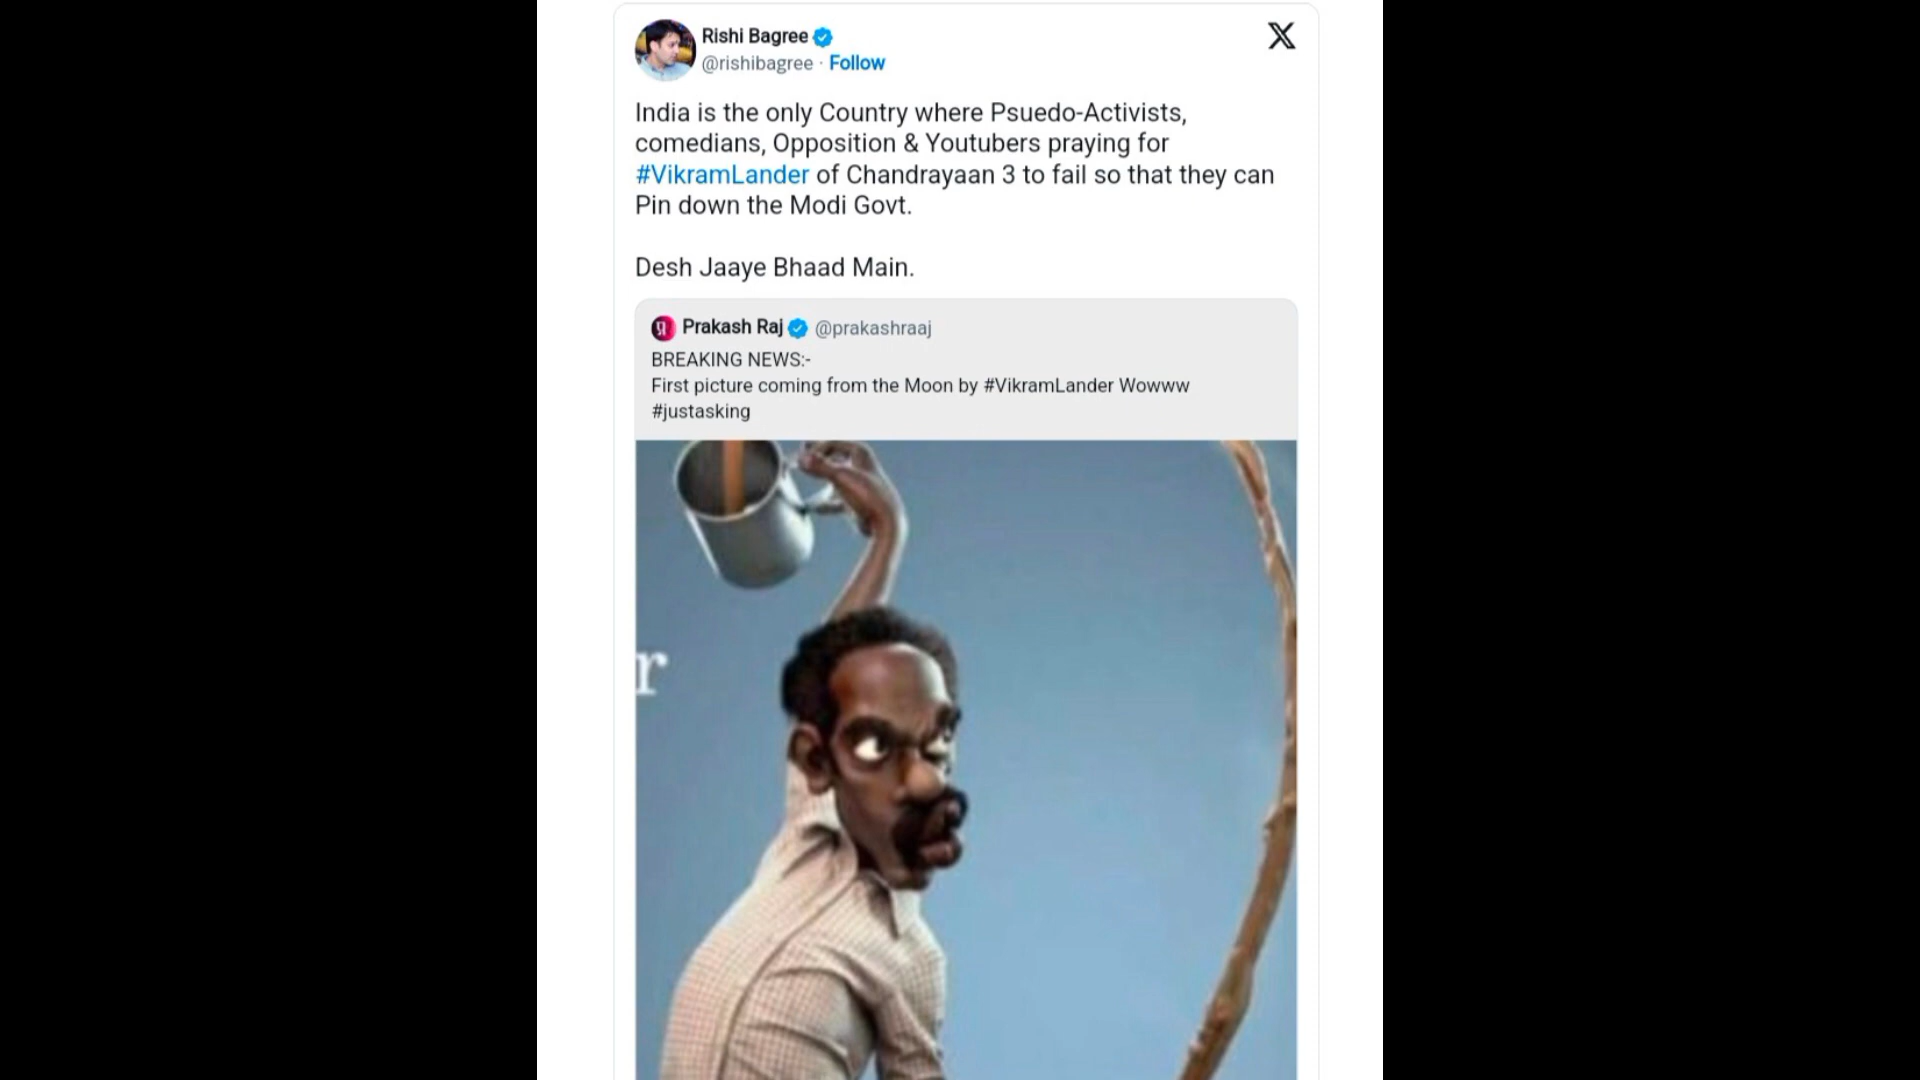 Rishi Bagree
@rishibagree · Follow
India is the only Country where Psuedo-Activists,
comedians, Opposition & Youtubers praying for
#VikramLander of Chandrayaan 3 to fail so that they can
Pin down the Modi Govt.
Desh Jaaye Bhaad Main.
Prakash Raj @prakashraaj
BREAKING NEWS:-
First picture coming from the Moon by #VikramLander Wowww
#justasking
r